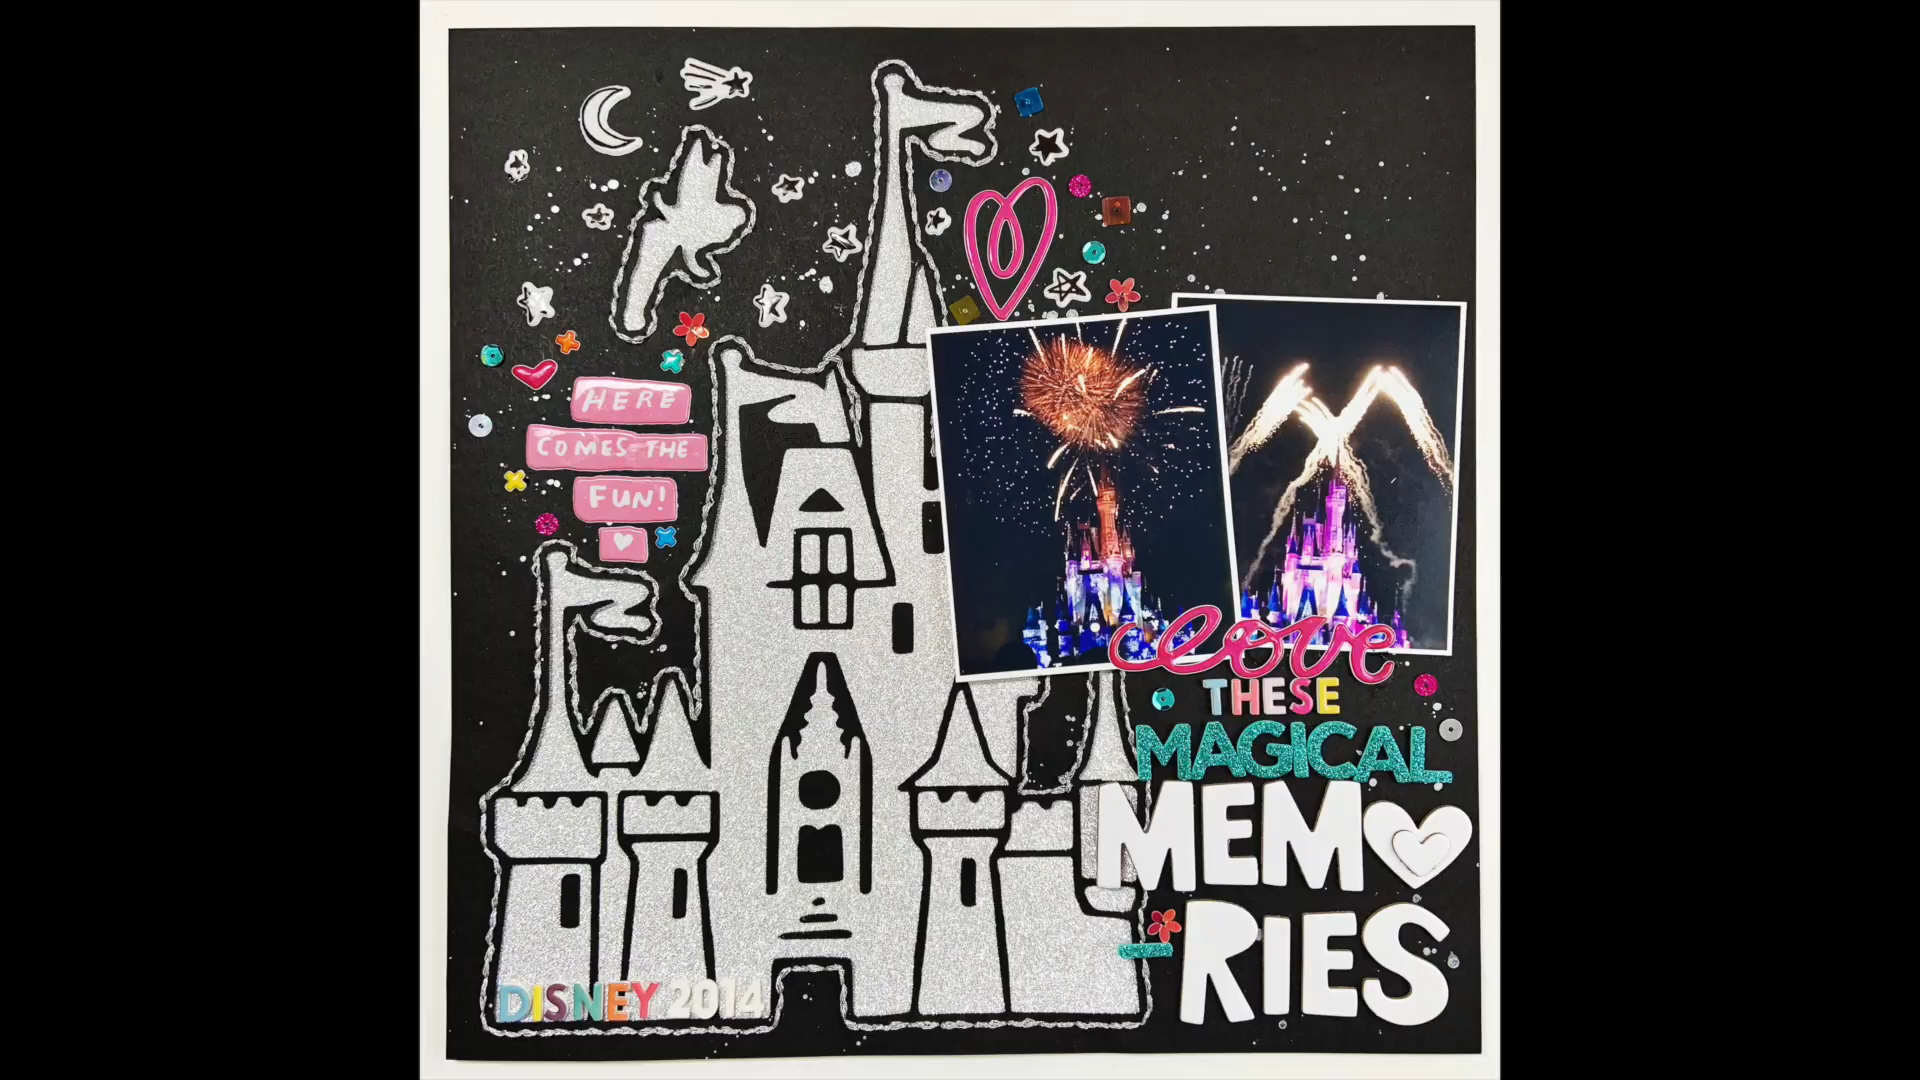 HERE
COMES THE
FUN!
love
THESE
MAGICAL
MEM
-RIES
DISNEY 2014